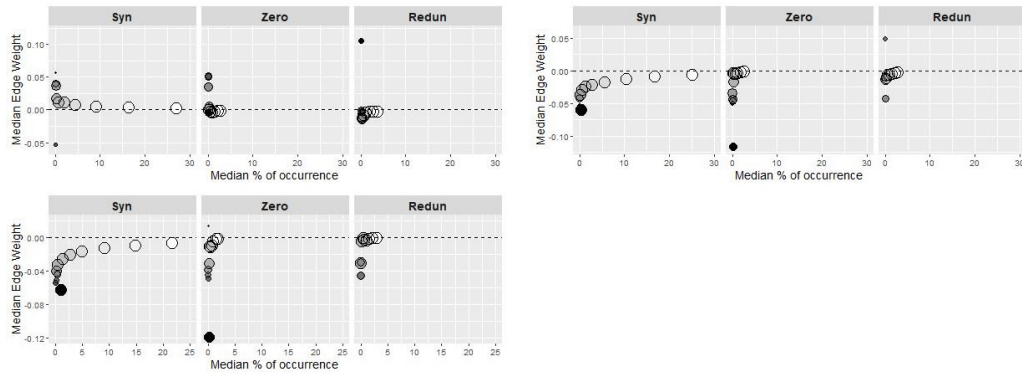 Syn Zero Redun
Median Edge Weight
0.10
0.05
0.00
-0.05
0 10 20 30 0 10 20 30 0 10 20 30
Median % of occurrence
Syn Zero Redun
Median Edge Weight
0.05
0.00
-0.05
-0.10
0 10 20 30 0 10 20 30 0 10 20 30
Median % of occurrence
Syn Zero Redun
Median Edge Weight
0.00
-0.04
-0.08
-0.12
0 5 10 15 20 25 0 5 10 15 20 25 0 5 10 15 20 25
Median % of occurrence